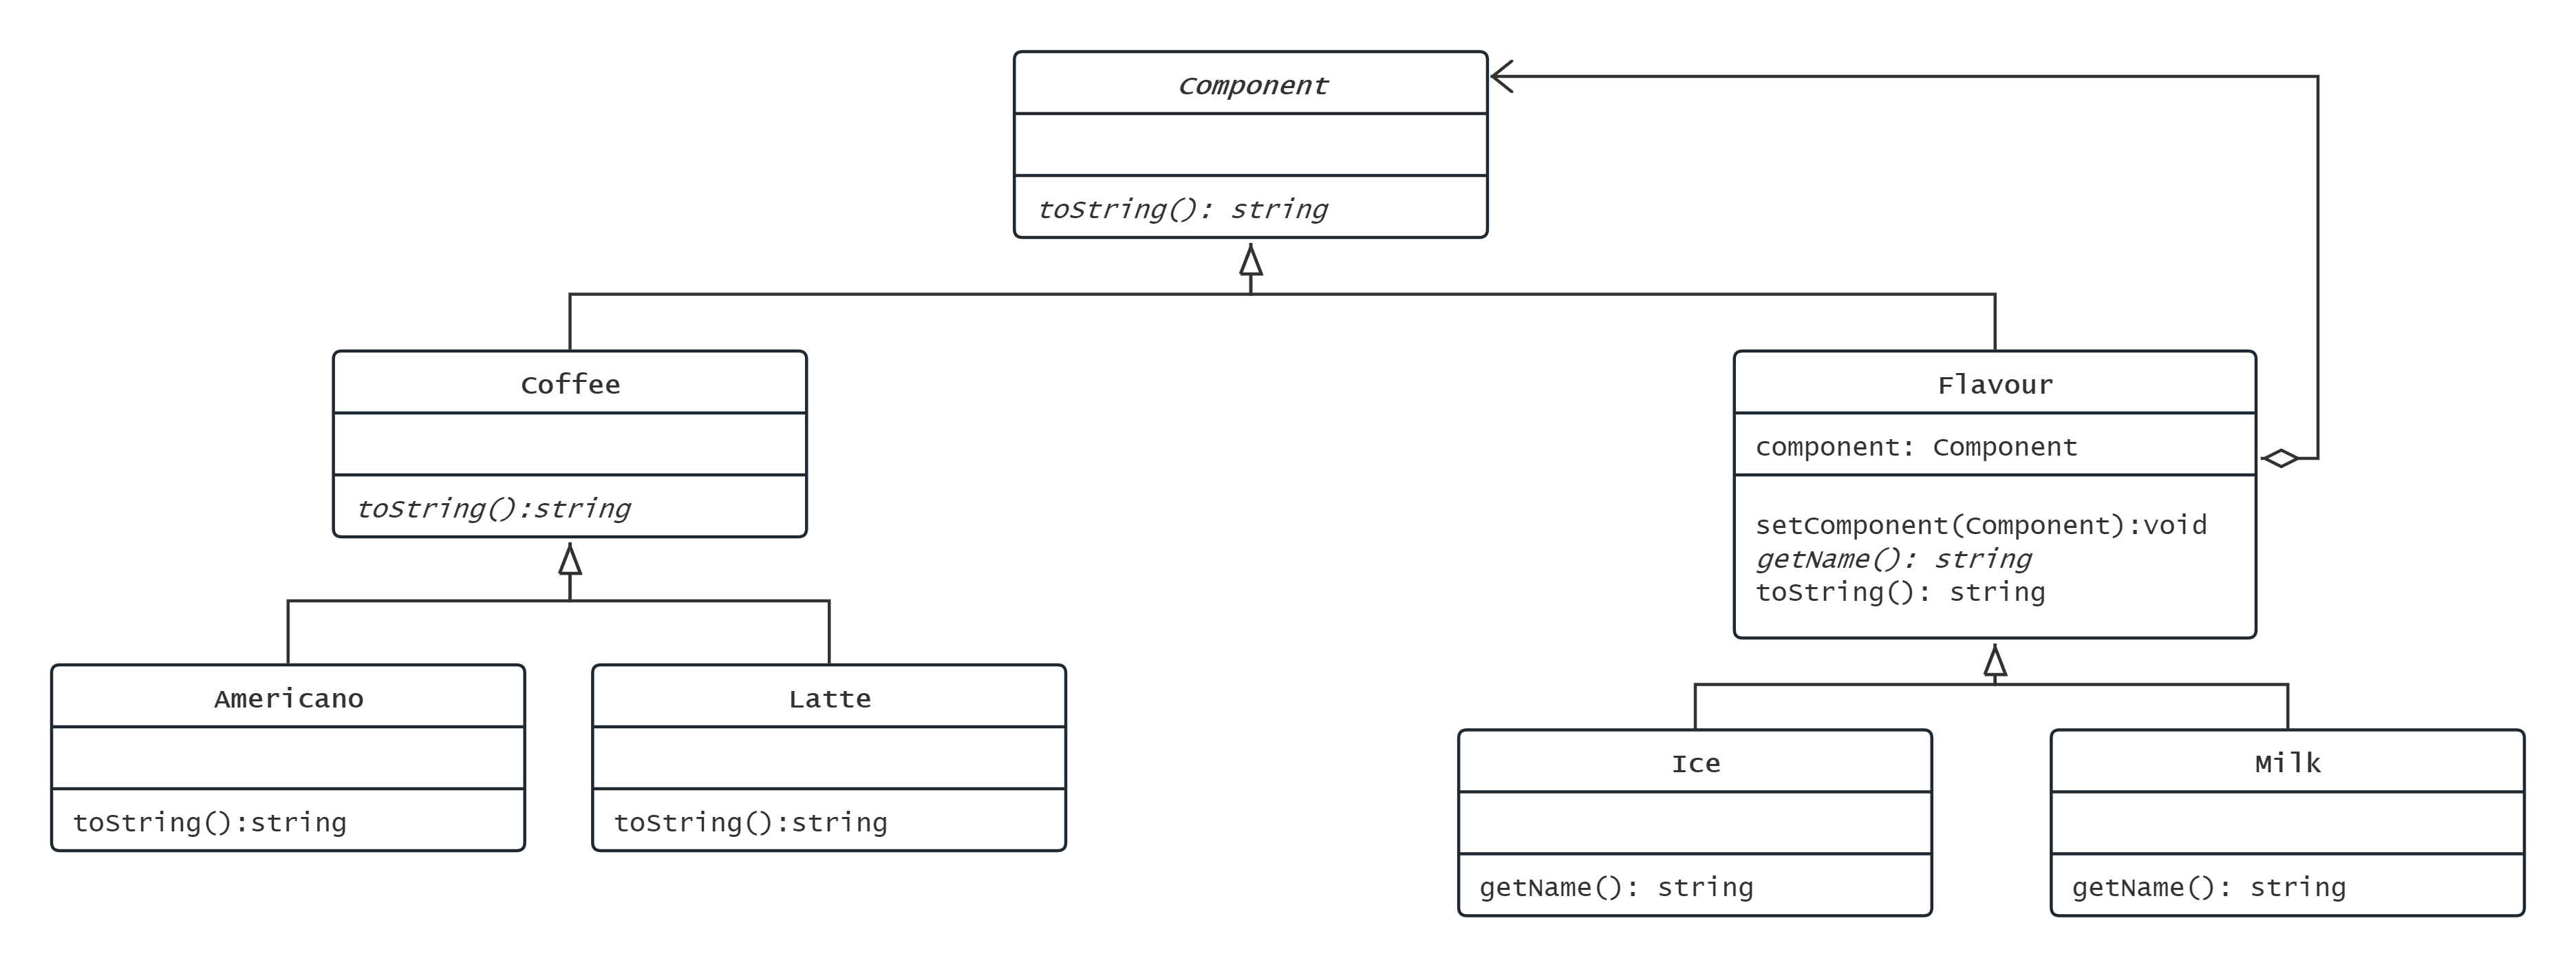 Component
toString(): string
Coffee
toString():string
Flavour
component: Component
setComponent(Component):void
getName(): string
toString(): string
Americano
toString():string
Latte
toString():string
Ice
getName(): string
Milk
getName(): string